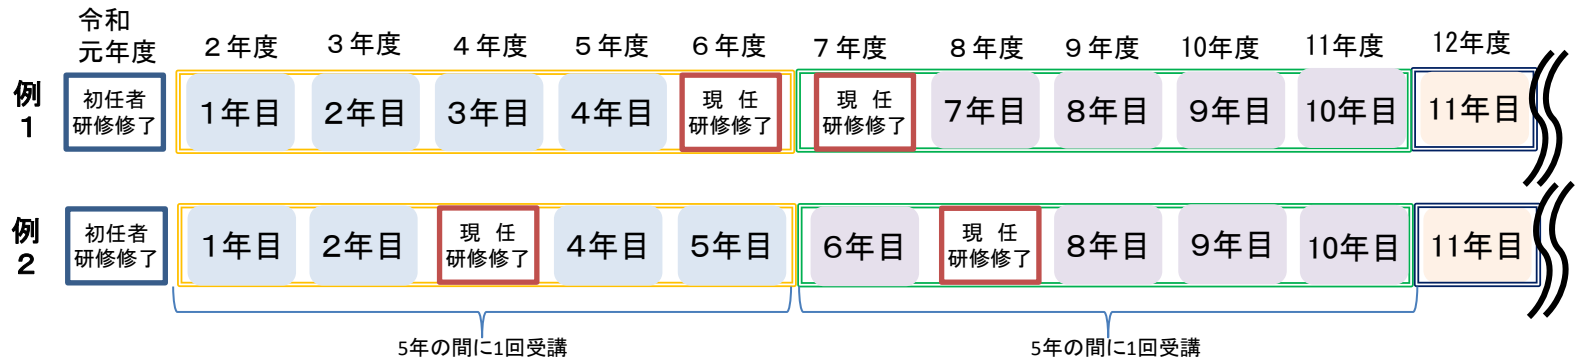 令和
元年度
２年度 ３年度 ４年度 ５年度 ６年度 ７年度 ８年度 ９年度 10年度 11年度 12年度
例
１
初任者
研修修了
１年目 ２年目 ３年目 ４年目
現 任
研修修了
現 任
研修修了
７年目 ８年目 ９年目 10年目 11年目
例
２
初任者
研修修了
１年目 ２年目
現 任
研修修了
４年目 ５年目 ６年目
現 任
研修修了
８年目 ９年目 10年目 11年目
5年の間に1回受講 5年の間に1回受講